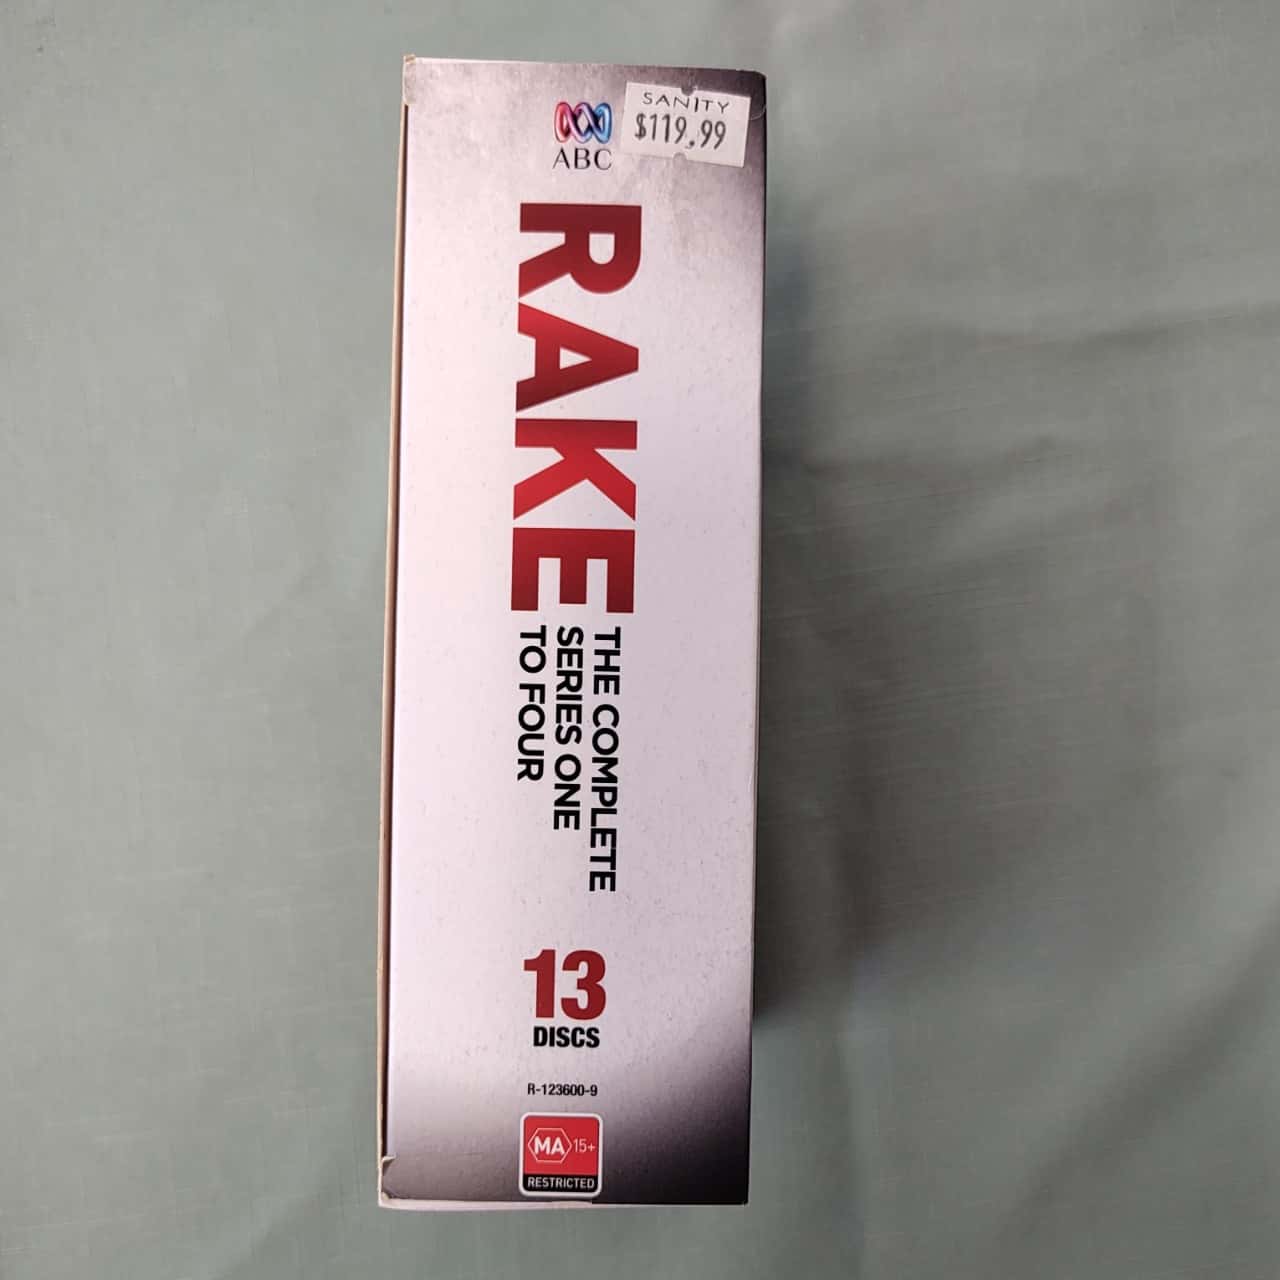 ABC
SANITY
$119.99
RAKE
THE COMPLETE
SERIES ONE
TO FOUR
13
DISCS
R-123600-9
MA 15+
RESTRICTED